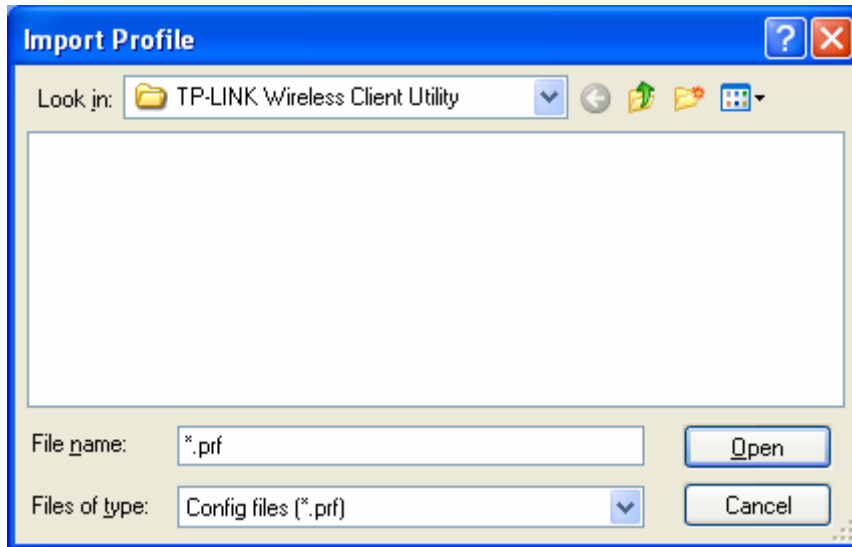 Import Profile
Look in: TP-LINK Wireless Client Utility
File name: *.prf Open
Files of type: Config files (*.prf) Cancel